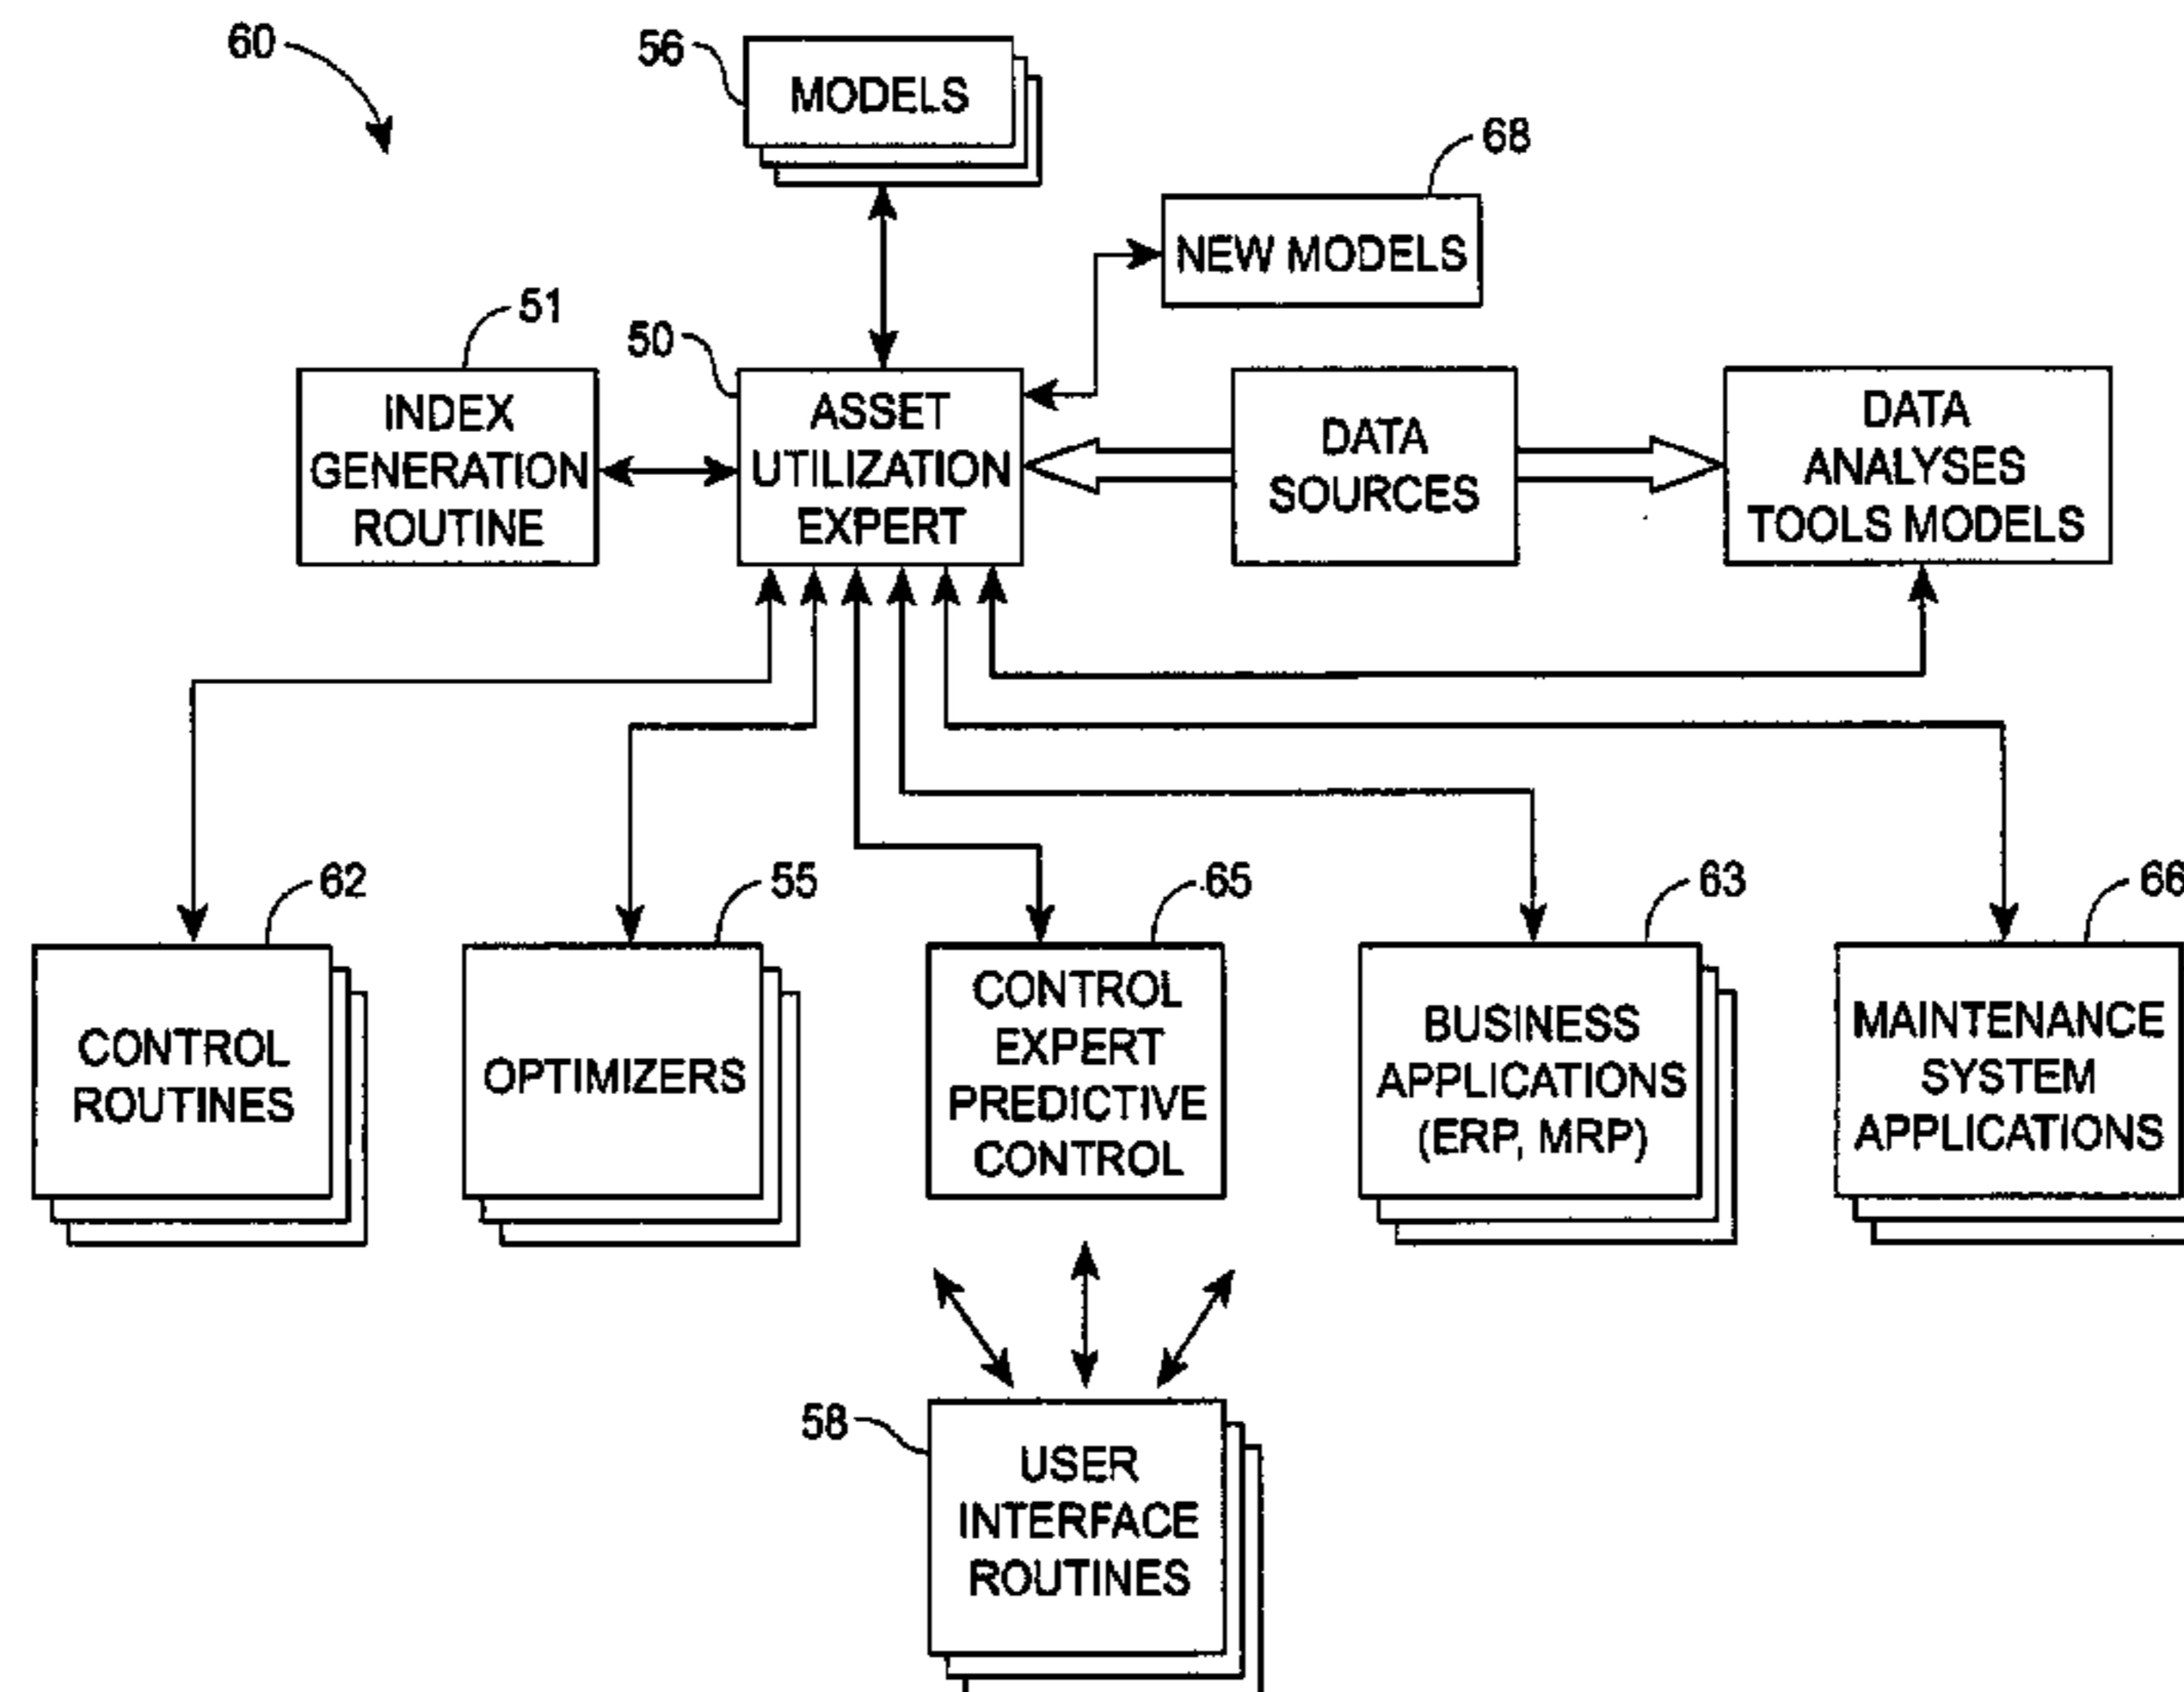 60
56
MODELS
68
NEW MODELS
51
50
INDEX
GENERATION
ROUTINE
ASSET
UTILIZATION
EXPERT
DATA
SOURCES
DATA
ANALYSES
TOOLS MODELS
62
55
65
63
66
CONTROL
ROUTINES
OPTIMIZERS
CONTROL
EXPERT
PREDICTIVE
CONTROL
BUSINESS
APPLICATIONS
(ERP, MRP)
MAINTENANCE
SYSTEM
APPLICATIONS
58
USER
INTERFACE
ROUTINES